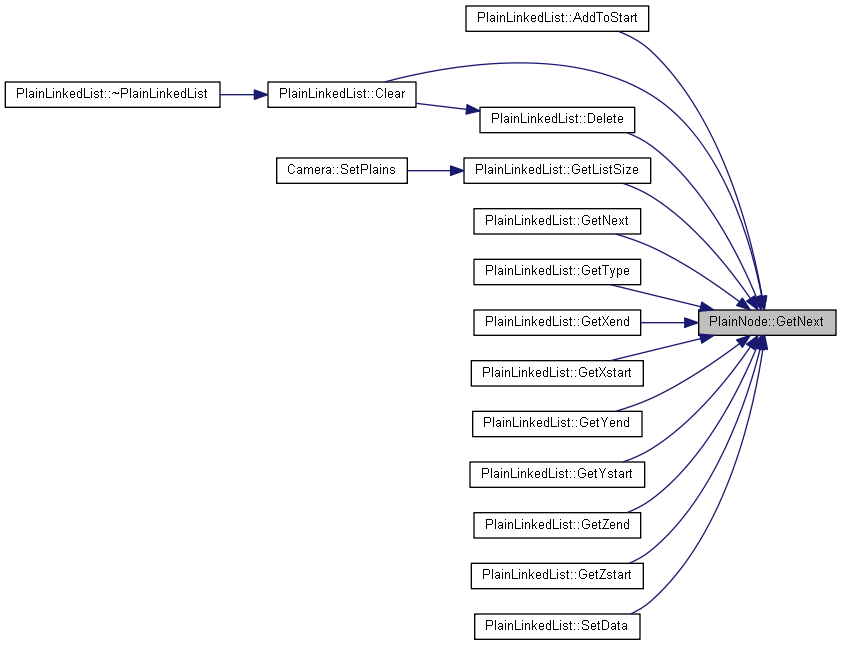 PlainLinkedList::AddToStart
PlainLinkedList::~PlainLinkedList
PlainLinkedList::Clear
PlainLinkedList::Delete
Camera::SetPlains
PlainLinkedList::GetListSize
PlainLinkedList::GetNext
PlainLinkedList::GetType
PlainLinkedList::GetXend
PlainNode::GetNext
PlainLinkedList::GetXstart
PlainLinkedList::GetYend
PlainLinkedList::GetYstart
PlainLinkedList::GetZend
PlainLinkedList::GetZstart
PlainLinkedList::SetData